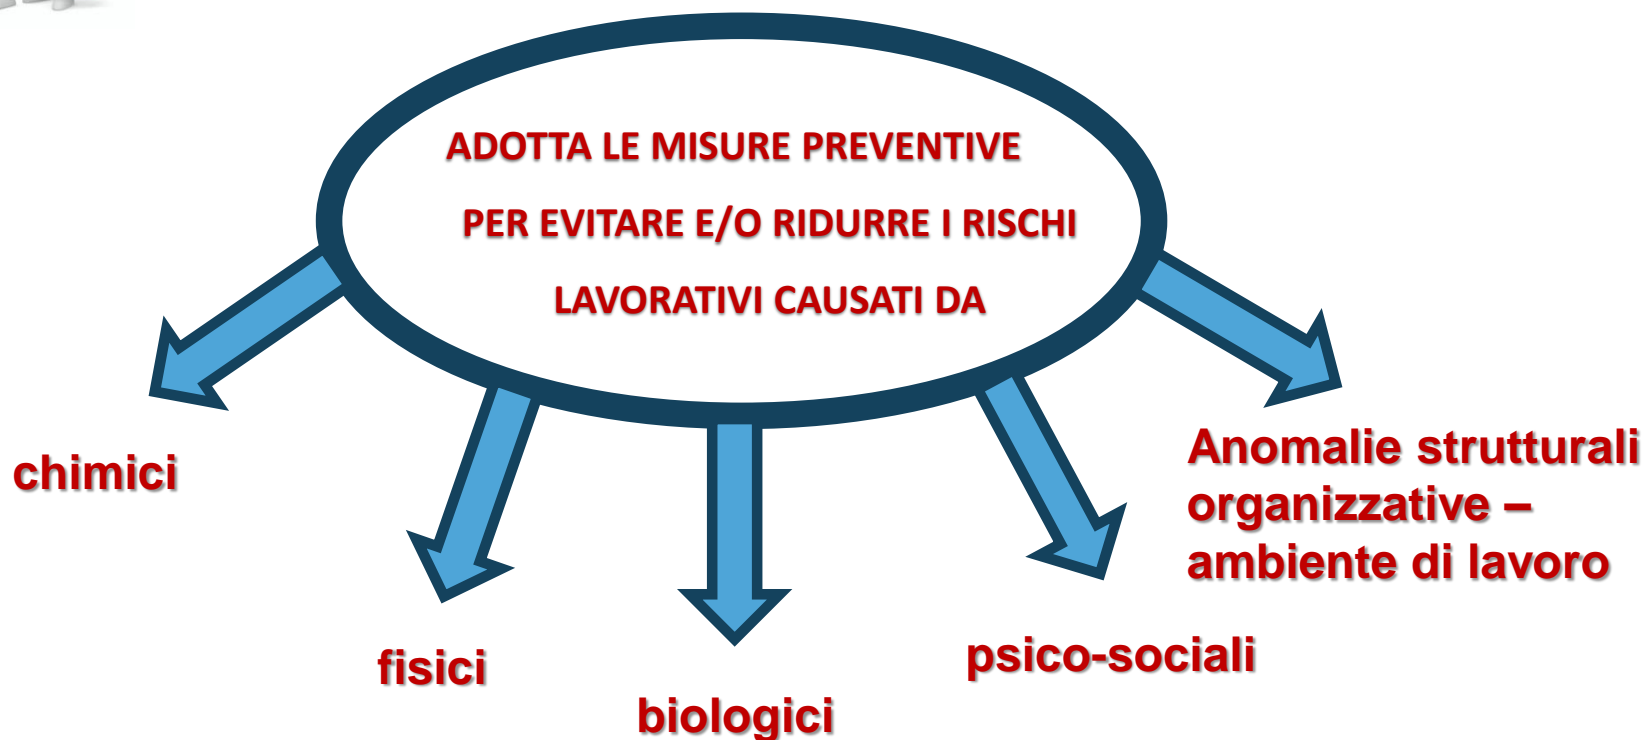 ADOTTA LE MISURE PREVENTIVE
PER EVITARE E/O RIDURRE I RISCHI
LAVORATIVI CAUSATI DA
chimici
fisici
biologici
psico-sociali
Anomalie strutturali
organizzative –
ambiente di lavoro